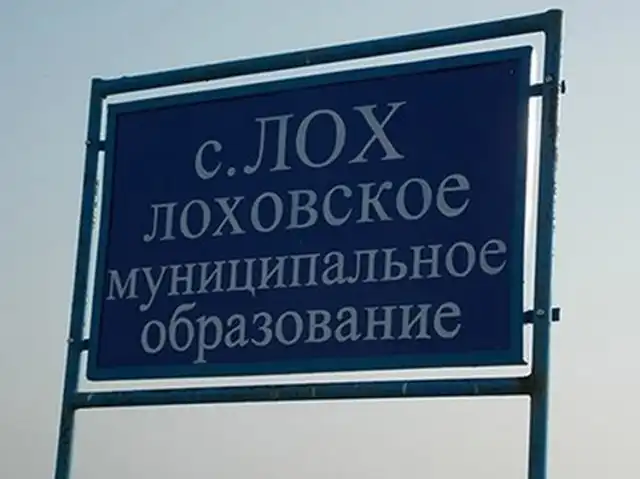 с. ЛОХ
лоховское
муниципальное
образование